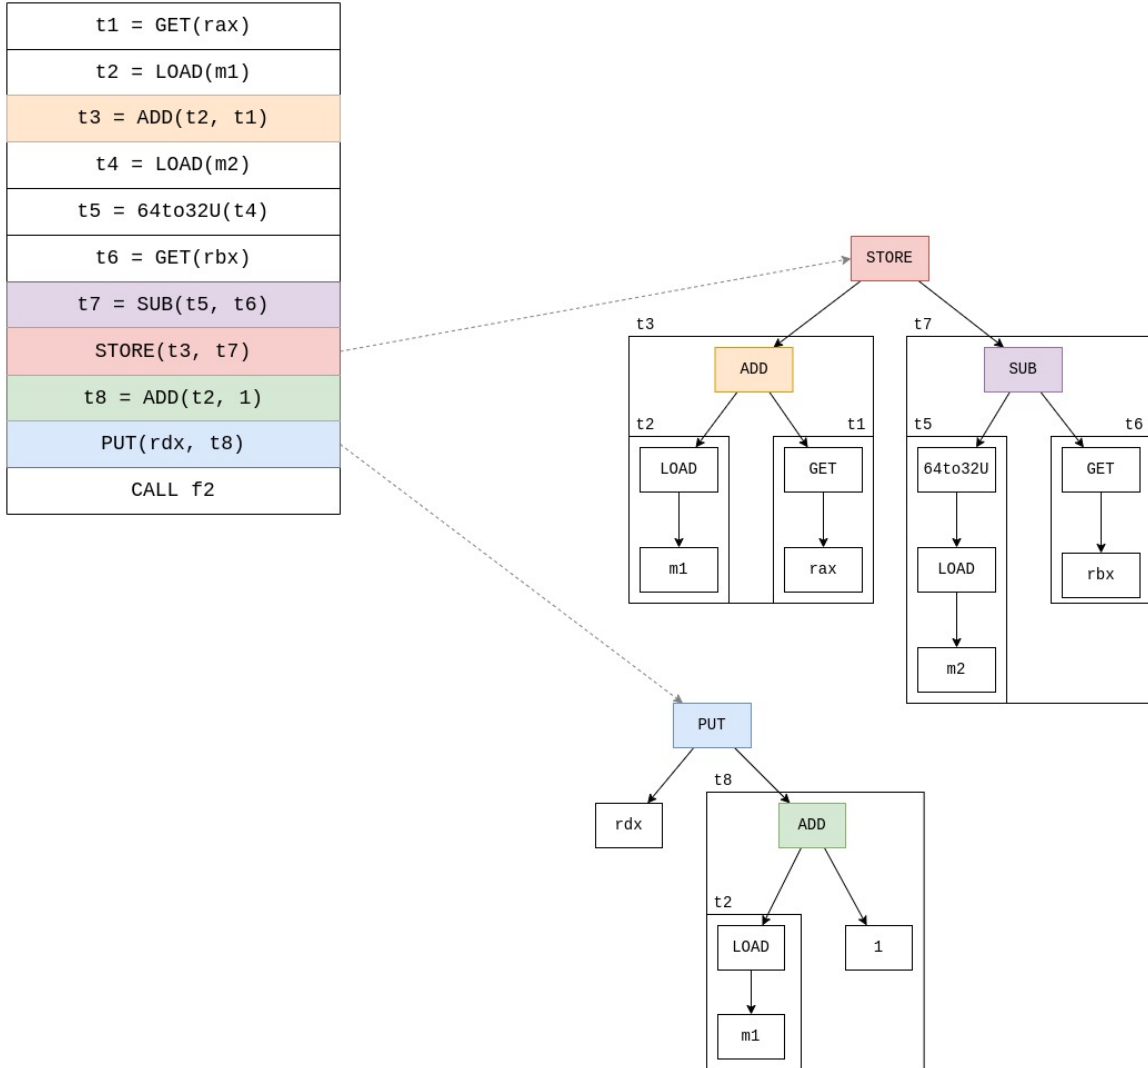 t1 = GET(rax)
t2 = LOAD(m1)
t3 = ADD(t2, t1)
t4 = LOAD(m2)
t5 = 64to32U(t4)
t6 = GET(rbx)
t7 = SUB(t5, t6)
STORE(t3, t7)
t8 = ADD(t2, 1)
PUT(rdx, t8)
CALL f2
STORE
t3
t7
ADD
SUB
t2
t1
t5
t6
LOAD
GET
64to32U
GET
m1
rax
LOAD
rbx
m2
PUT
t8
rdx
ADD
t2
LOAD
1
m1